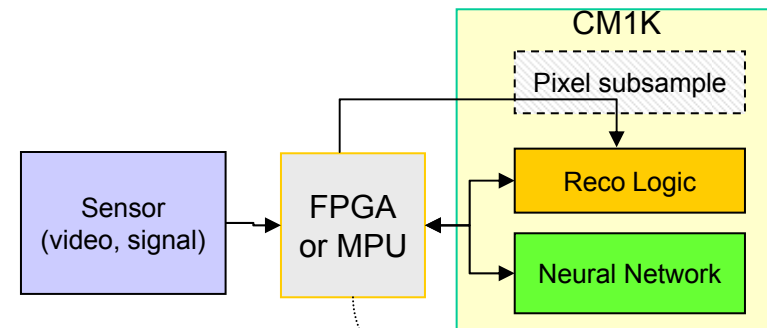 CM1K
Pixel subsample
Sensor
(video, signal)
FPGA
or MPU
Reco Logic
Neural Network